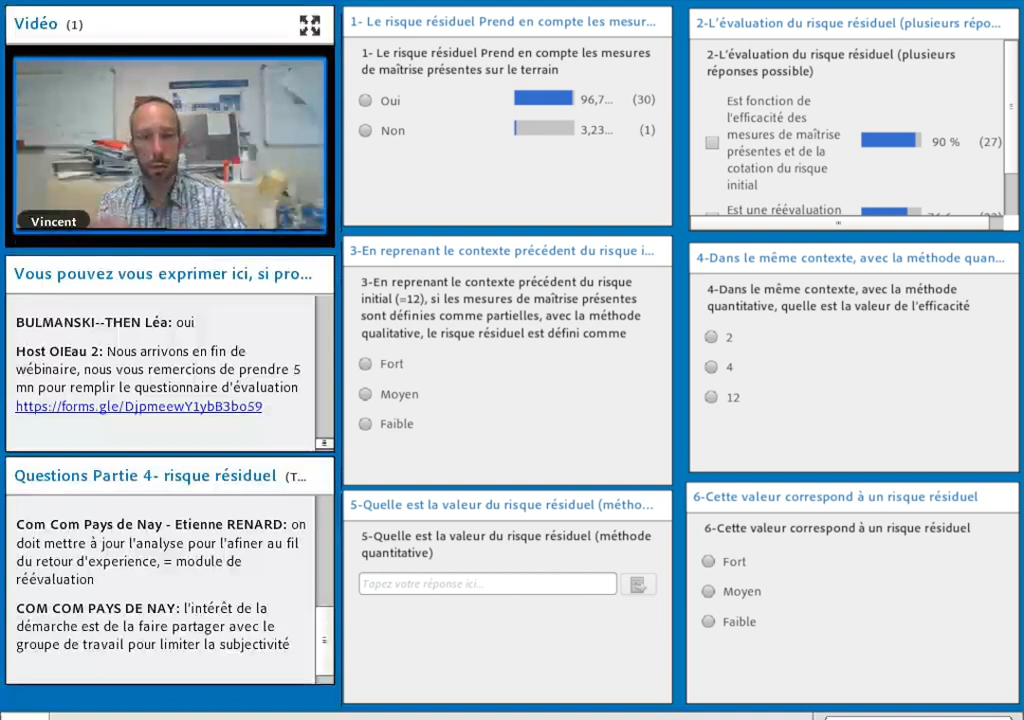 Vidéo (1)
Vincent
Vous pouvez vous exprimer ici, si pro...
BULMANSKI--THEN Léa: oui
Host OIEau 2: Nous arrivons en fin de
wébinaire, nous vous remercions de prendre 5
mn pour remplir le questionnaire d'évaluation
https://forms.gle/DjpmeewY1ybB3bo59
Questions Partie 4- risque résiduel (T...
Com Com Pays de Nay - Etienne RENARD: on
doit mettre à jour l'analyse pour l'afiner au fil
du retour d'experience, = module de
réévaluation
COM COM PAYS DE NAY: l'intérêt de la
démarche est de la faire partager avec le
groupe de travail pour limiter la subjectivité
1- Le risque résiduel Prend en compte les mesur...
1- Le risque résiduel Prend en compte les mesures
de maîtrise présentes sur le terrain
Oui 96,7... (30)
Non 3,23... (1)
2-L'évaluation du risque résiduel (plusieurs répo...
2-L'évaluation du risque résiduel (plusieurs
réponses possible)
Est fonction de
l'efficacité des
mesures de maîtrise
présentes et de la
cotation du risque
initial
90 % (27)
Est une réévaluation
3-En reprenant le contexte précédent du risque i...
3-En reprenant le contexte précédent du risque
initial (=12), si les mesures de maîtrise présentes
sont définies comme partielles, avec la méthode
qualitative, le risque résiduel est défini comme
Fort
Moyen
Faible
4-Dans le même contexte, avec la méthode quan...
4-Dans le même contexte, avec la méthode
quantitative, quelle est la valeur de l'efficacité
2
4
12
5-Quelle est la valeur du risque résiduel (métho...
5-Quelle est la valeur du risque résiduel (méthode
quantitative)
Tapez votre réponse ici...
6-Cette valeur correspond à un risque résiduel
6-Cette valeur correspond à un risque résiduel
Fort
Moyen
Faible